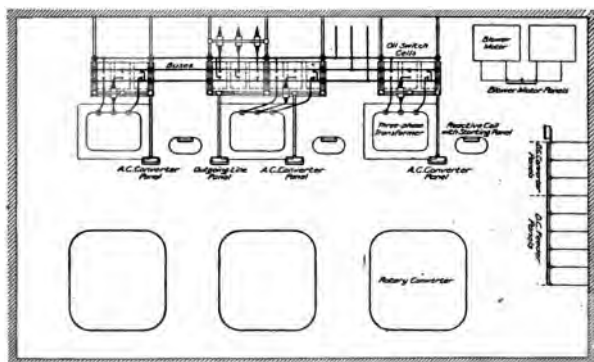 Oil Switch
Cells
Blower
Motor
Buses
Blower Motor Panels
Three-phase
Transformer
Reactive Coil
with Starting Panel
A.C. Converter
Panel
Outgoing Line
Panel
A.C. Converter
Panel
A.C. Converter
Panel
D.C. Converter
Panels
D.C. Feeder
Panels
Rotary Converter